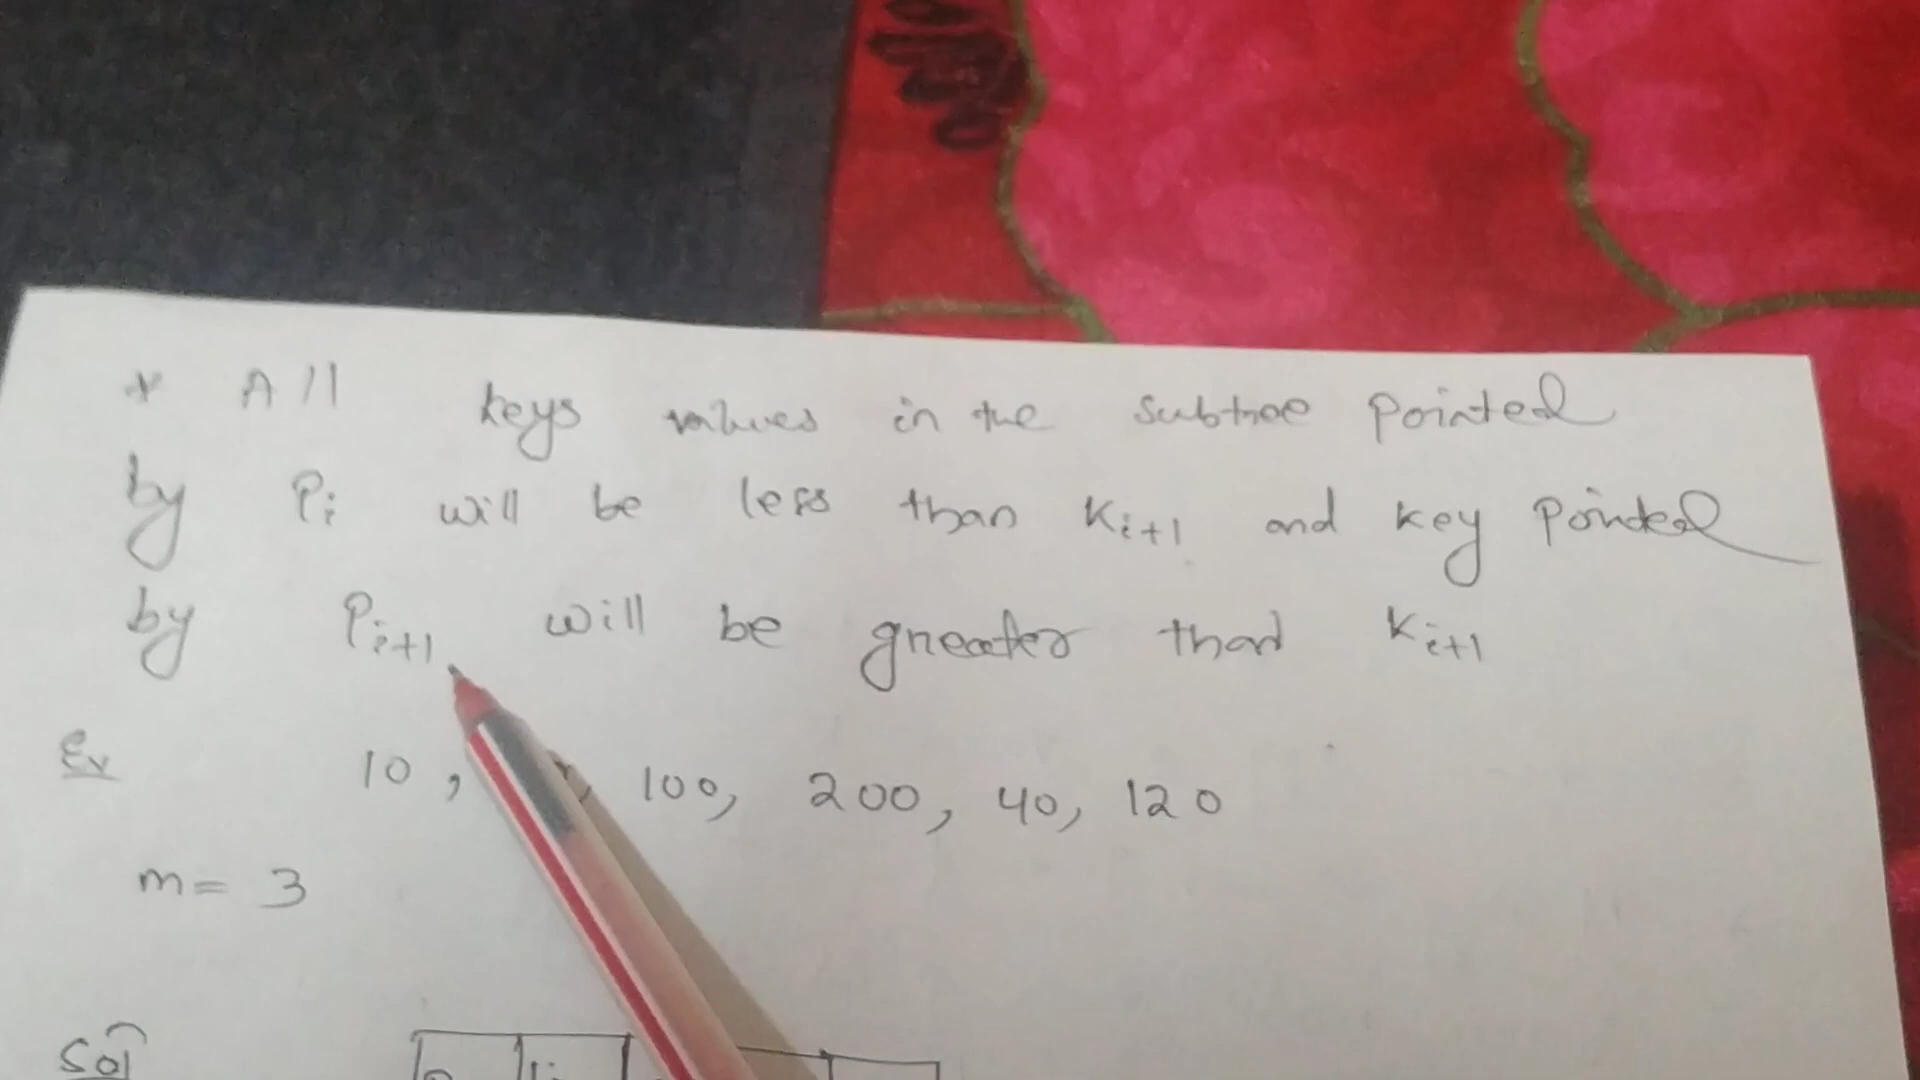 * All keys values in the subtree pointed
by Pi will be less than Ki+1 and key pointed
by Pi+1 will be greater than Ki+1
Ex 10, 100, 200, 40, 120
m = 3
Sol